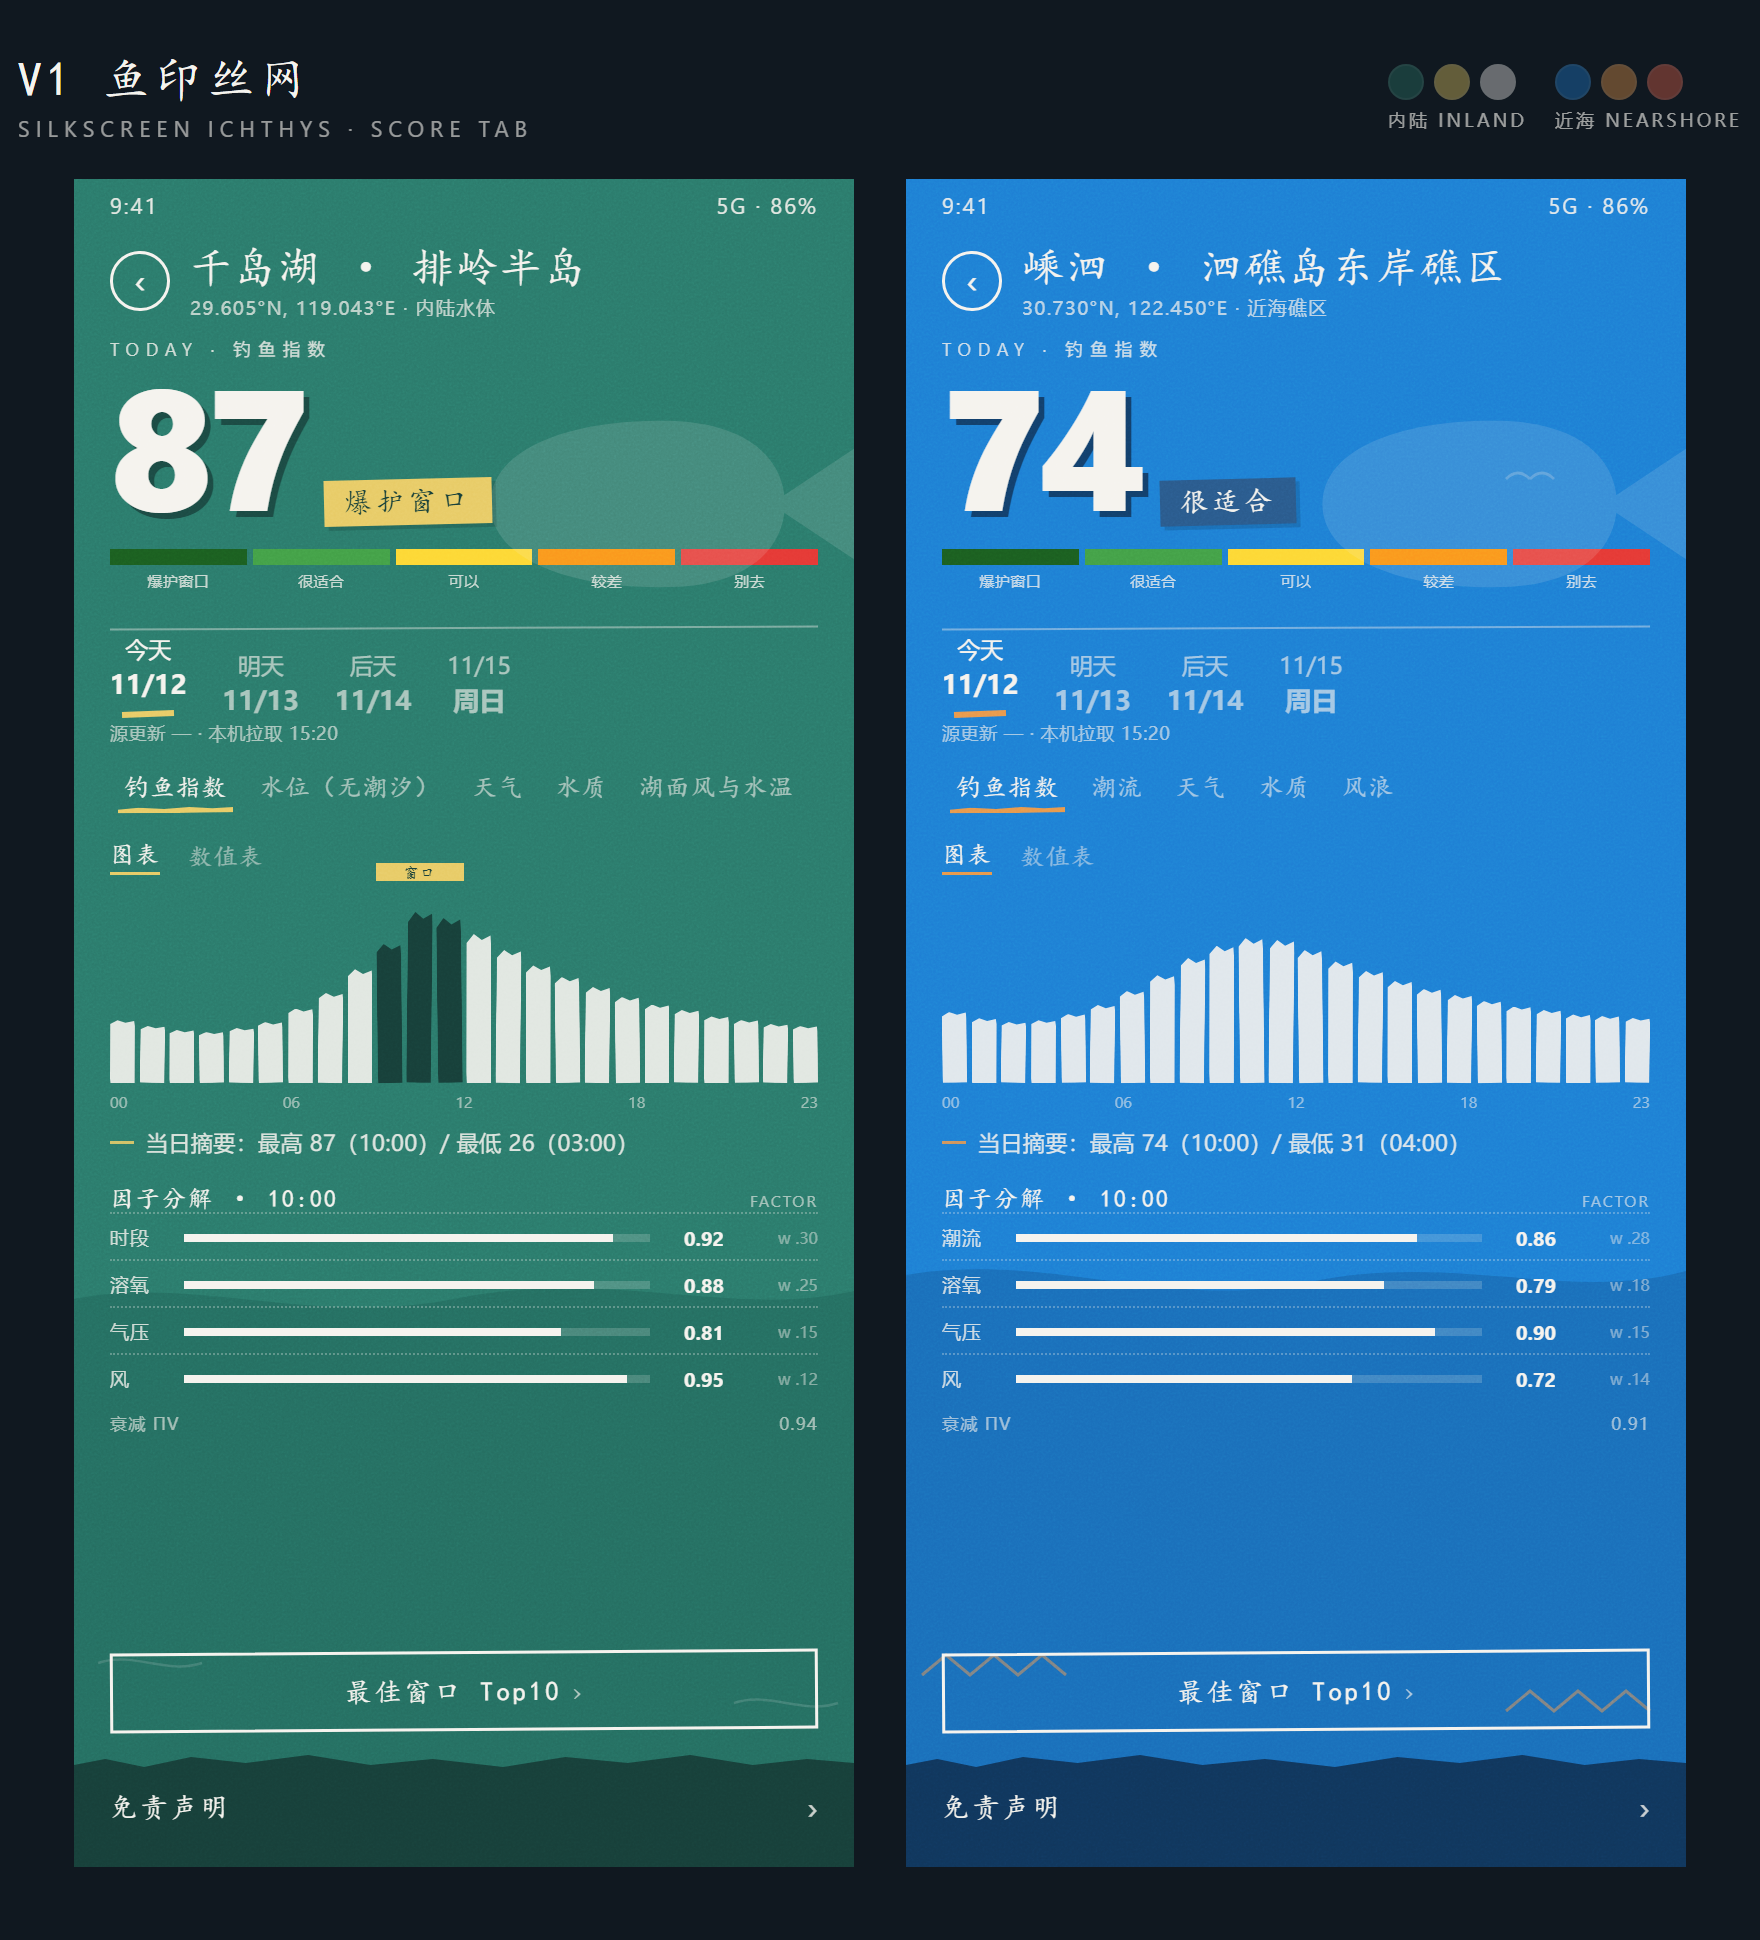 V1 鱼印丝网
SILKSCREEN ICHTHYS · SCORE TAB
内陆 INLAND
近海 NEARSHORE
9:41
5G · 86%
‹
千岛湖 · 排岭半岛
29.605°N, 119.043°E · 内陆水体
TODAY · 钓鱼指数
87
爆护窗口
爆护窗口 很适合 可以 较差 别去
今天 明天 后天 11/15
11/12 11/13 11/14 周日
源更新 — · 本机拉取 15:20
钓鱼指数 水位（无潮汐） 天气 水质 湖面风与水温
图表 数值表
窗口
00 06 12 18 23
当日摘要：最高 87（10:00）/ 最低 26（03:00）
因子分解 · 10:00 FACTOR
时段 0.92 w .30
溶氧 0.88 w .25
气压 0.81 w .15
风 0.95 w .12
衰减 ΠV 0.94
最佳窗口 Top10 ›
免责声明 ›
9:41
5G · 86%
‹
嵊泗 · 泗礁岛东岸礁区
30.730°N, 122.450°E · 近海礁区
TODAY · 钓鱼指数
74
很适合
爆护窗口 很适合 可以 较差 别去
今天 明天 后天 11/15
11/12 11/13 11/14 周日
源更新 — · 本机拉取 15:20
钓鱼指数 潮流 天气 水质 风浪
图表 数值表
00 06 12 18 23
当日摘要：最高 74（10:00）/ 最低 31（04:00）
因子分解 · 10:00 FACTOR
潮流 0.86 w .28
溶氧 0.79 w .18
气压 0.90 w .15
风 0.72 w .14
衰减 ΠV 0.91
最佳窗口 Top10 ›
免责声明 ›